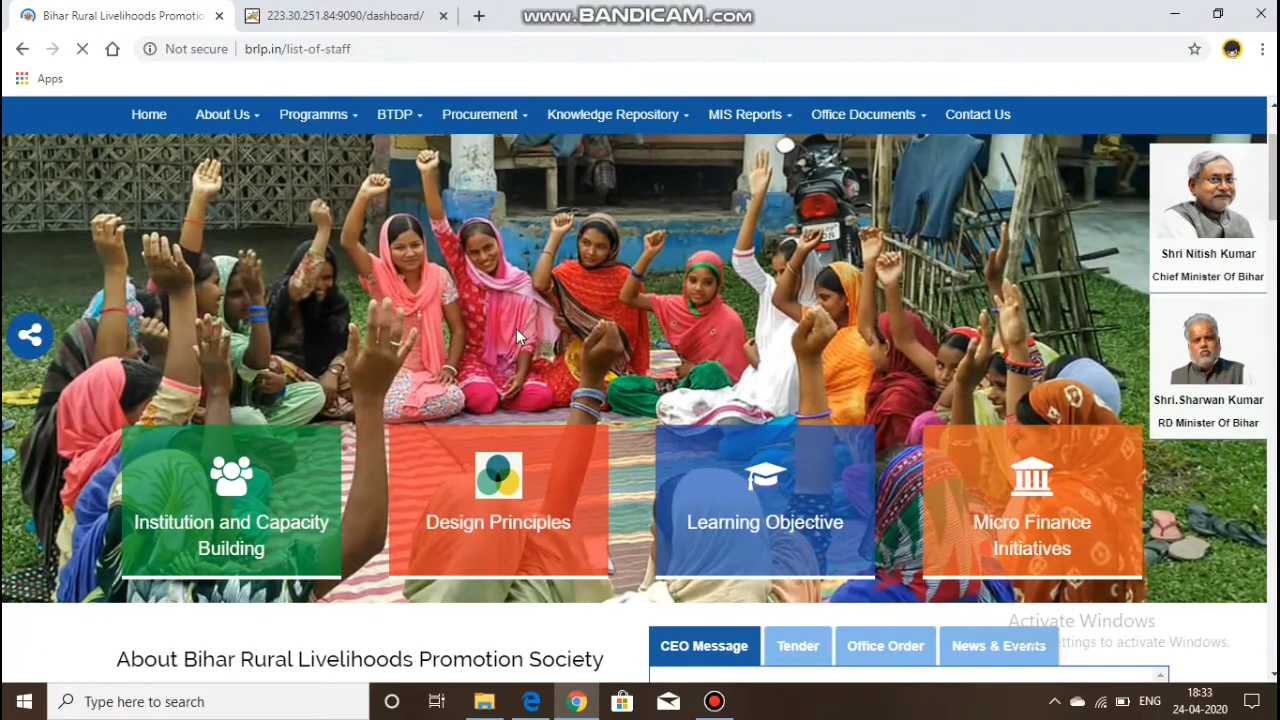 Bihar Rural Livelihoods Promotio
223.30.251.84:9090/dashboard/
www.BANDICAM.com
Not secure
brlp.in/list-of-staff
Apps
Home
About Us
Programms
BTDP
Procurement
Knowledge Repository
MIS Reports
Office Documents
Contact Us
Shri Nitish Kumar
Chief Minister Of Bihar
Shri.Sharwan Kumar
RD Minister Of Bihar
Institution and Capacity
Building
Design Principles
Learning Objective
Micro Finance
Initiatives
About Bihar Rural Livelihoods Promotion Society
CEO Message
Tender
Office Order
News & Events
Activate Windows
ettings to activate Windows.
Type here to search
ENG
18:33
24-04-2020